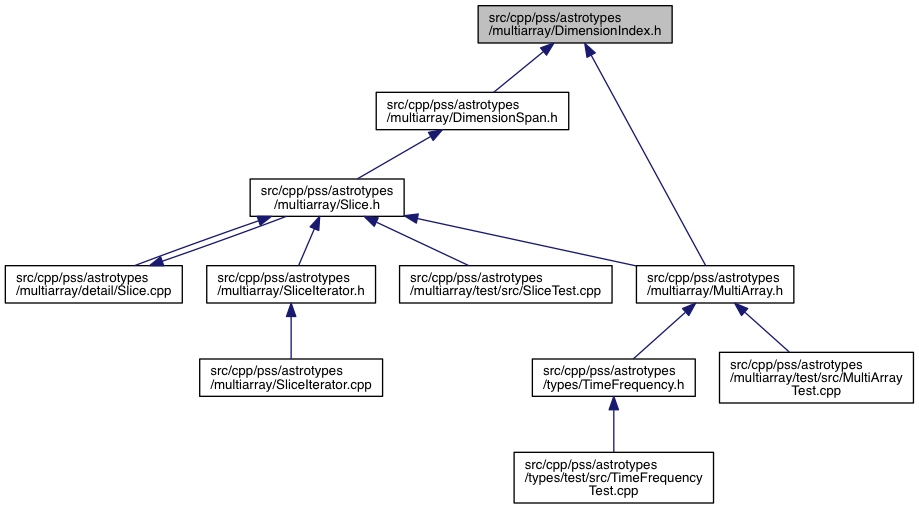 src/cpp/pss/astrotypes
/multiarray/DimensionIndex.h
src/cpp/pss/astrotypes
/multiarray/DimensionSpan.h
src/cpp/pss/astrotypes
/multiarray/Slice.h
src/cpp/pss/astrotypes
/multiarray/detail/Slice.cpp
src/cpp/pss/astrotypes
/multiarray/SliceIterator.h
src/cpp/pss/astrotypes
/multiarray/test/src/SliceTest.cpp
src/cpp/pss/astrotypes
/multiarray/MultiArray.h
src/cpp/pss/astrotypes
/multiarray/SliceIterator.cpp
src/cpp/pss/astrotypes
/types/TimeFrequency.h
src/cpp/pss/astrotypes
/multiarray/test/src/MultiArray
Test.cpp
src/cpp/pss/astrotypes
/types/test/src/TimeFrequency
Test.cpp